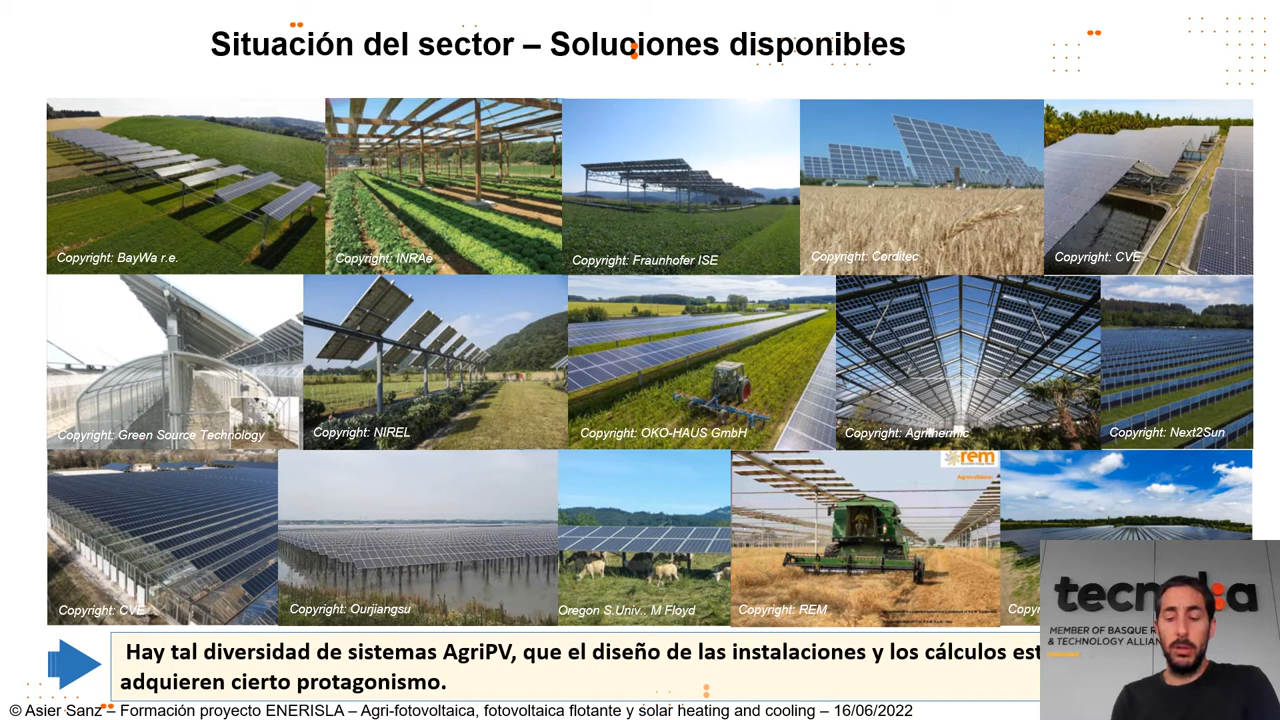 Situación del sector – Soluciones disponibles
Copyright: BayWa r.e.
Copyright: INRAe
Copyright: Fraunhofer ISE
Copyright: Corditec
Copyright: CVE
Copyright: Green Source Technology
Copyright: NIREL
Copyright: OKO-HAUS GmbH
Copyright: Agrithermic
Copyright: Next2Sun
rem
Agrovoltaico
Copyright: CVE
Copyright: Ourjiangsu
Oregon S.Univ.. M Floyd
Copyright: REM
tecnalia
MEMBER OF BASQUE
& TECHNOLOGY ALLIAN
Hay tal diversidad de sistemas AgriPV, que el diseño de las instalaciones y los cálculos est
adquieren cierto protagonismo.
© Asier Sanz – Formación proyecto ENERISLA – Agri-fotovoltaica, fotovoltaica flotante y solar heating and cooling – 16/06/2022